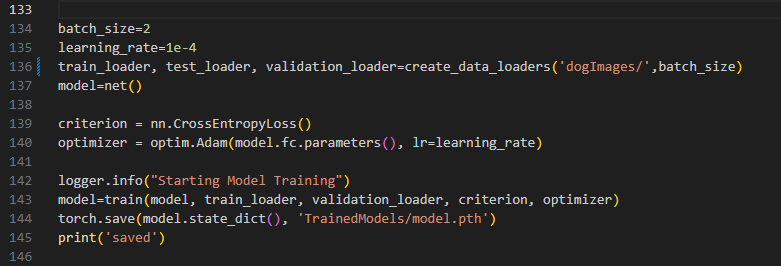 133
134 batch_size=2
135 learning_rate=1e-4
136 train_loader, test_loader, validation_loader=create_data_loaders('dogImages/',batch_size)
137 model=net()
138
139 criterion = nn.CrossEntropyLoss()
140 optimizer = optim.Adam(model.fc.parameters(), lr=learning_rate)
141
142 logger.info("Starting Model Training")
143 model=train(model, train_loader, validation_loader, criterion, optimizer)
144 torch.save(model.state_dict(), 'TrainedModels/model.pth')
145 print('saved')
146